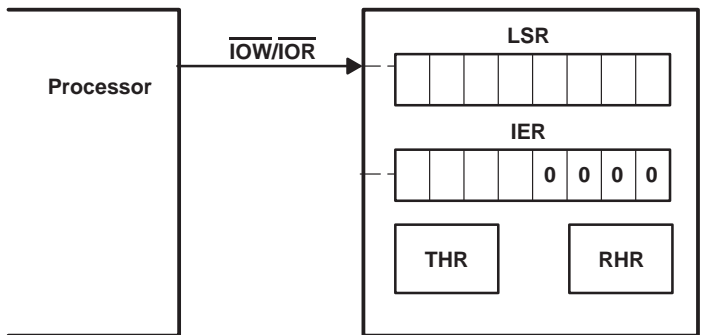 LSR
IOW/IOR
Processor
IER
0 0 0 0
THR RHR